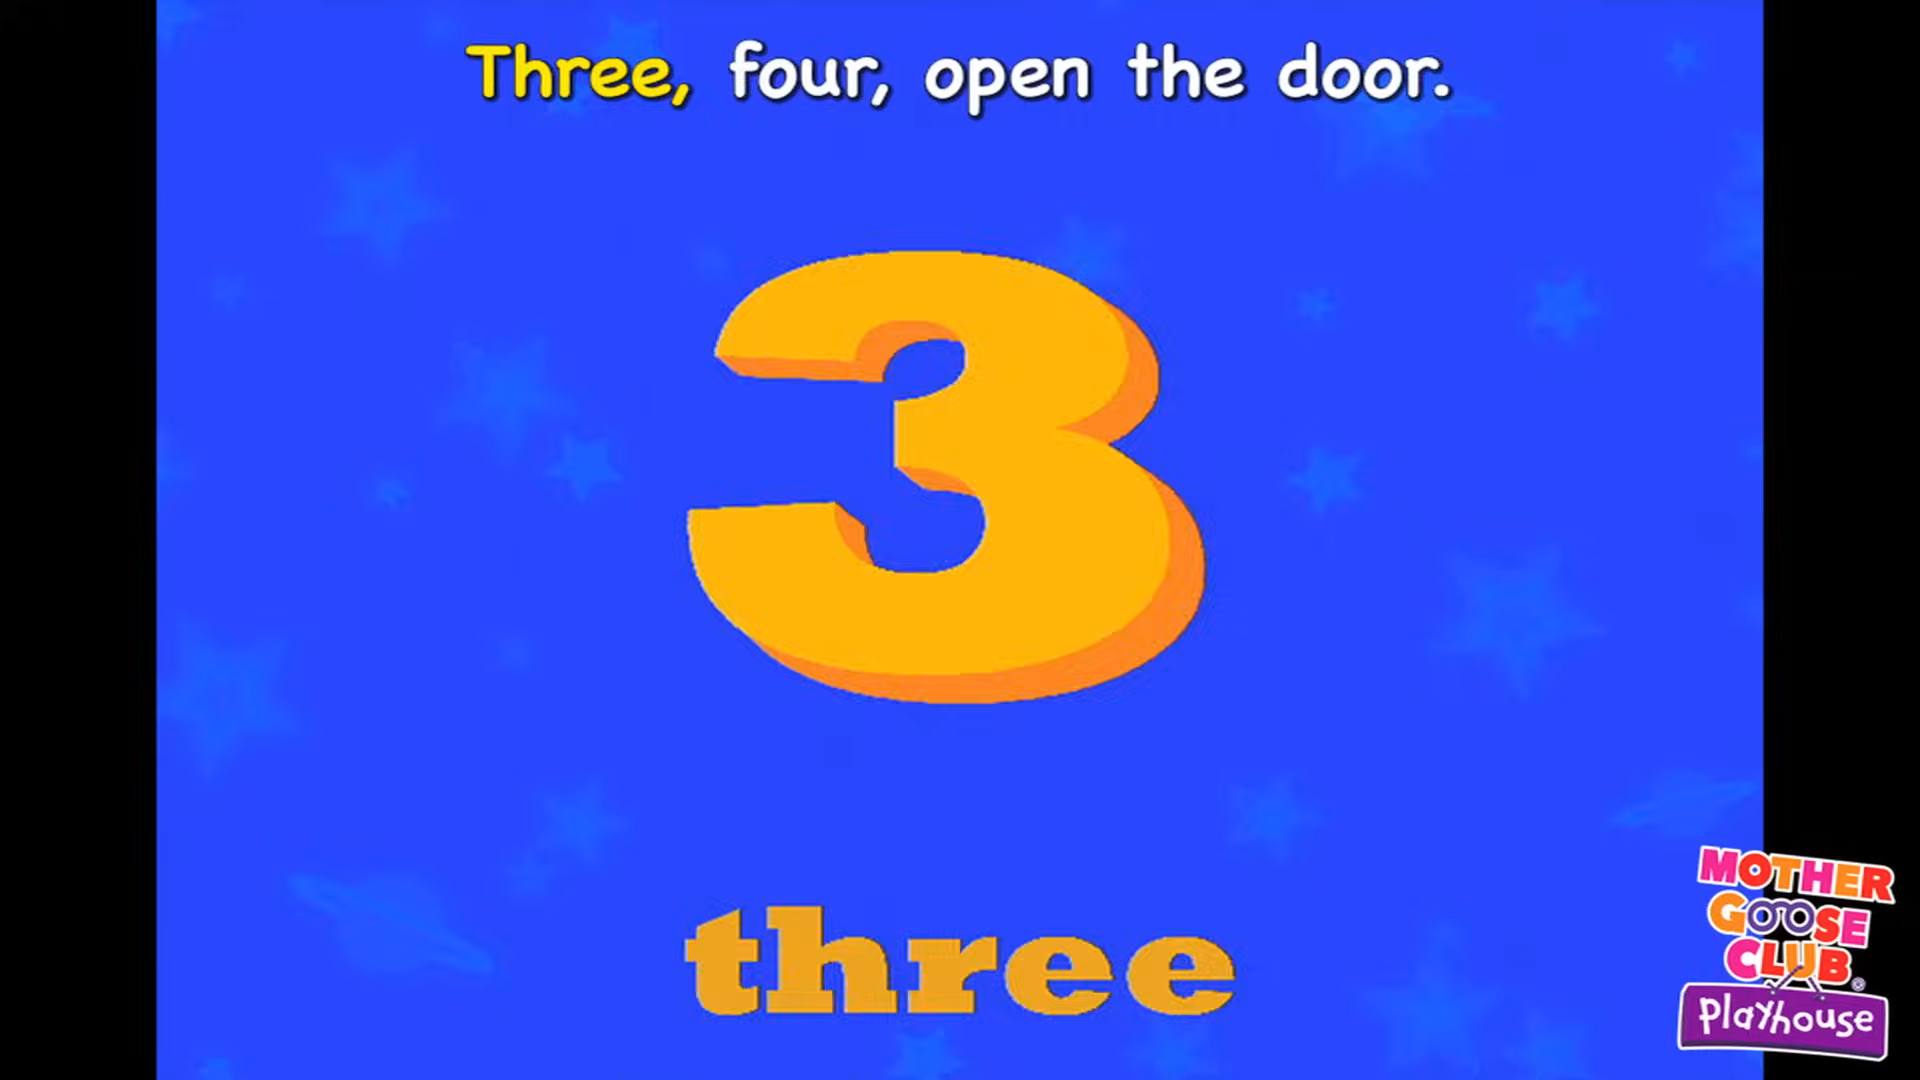 Three, four, open the door.
3
three
MOTHER
GOOSE
CLUB®
Playhouse